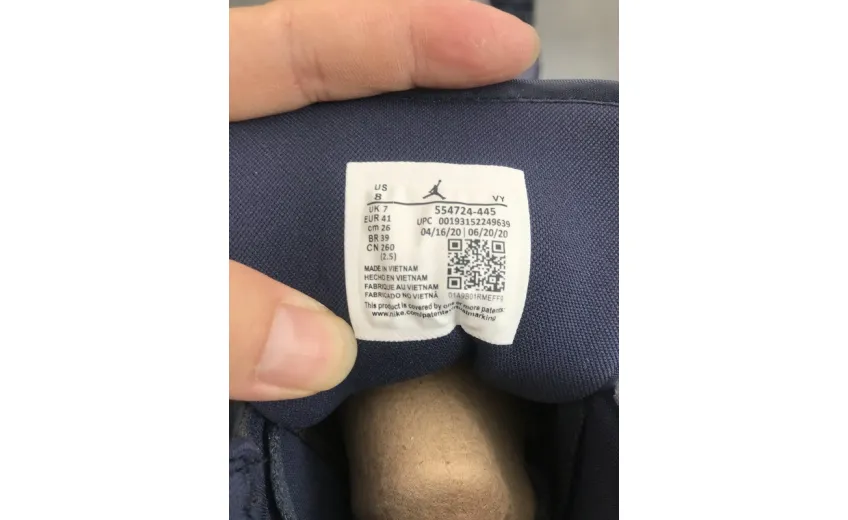 US
8
VY
UK 7
EUR 41
cm 26
BR 39
CN 260
(2.5)
554724-445
UPC 00193152249639
04/16/20 | 06/20/20
MADE IN VIETNAM
HECHO EN VIETNAM
FABRIQUE AU VIETNAM
FABRICADO NO VIETNÃ
This product is covered by one or more patents:
www.nike.com/patents